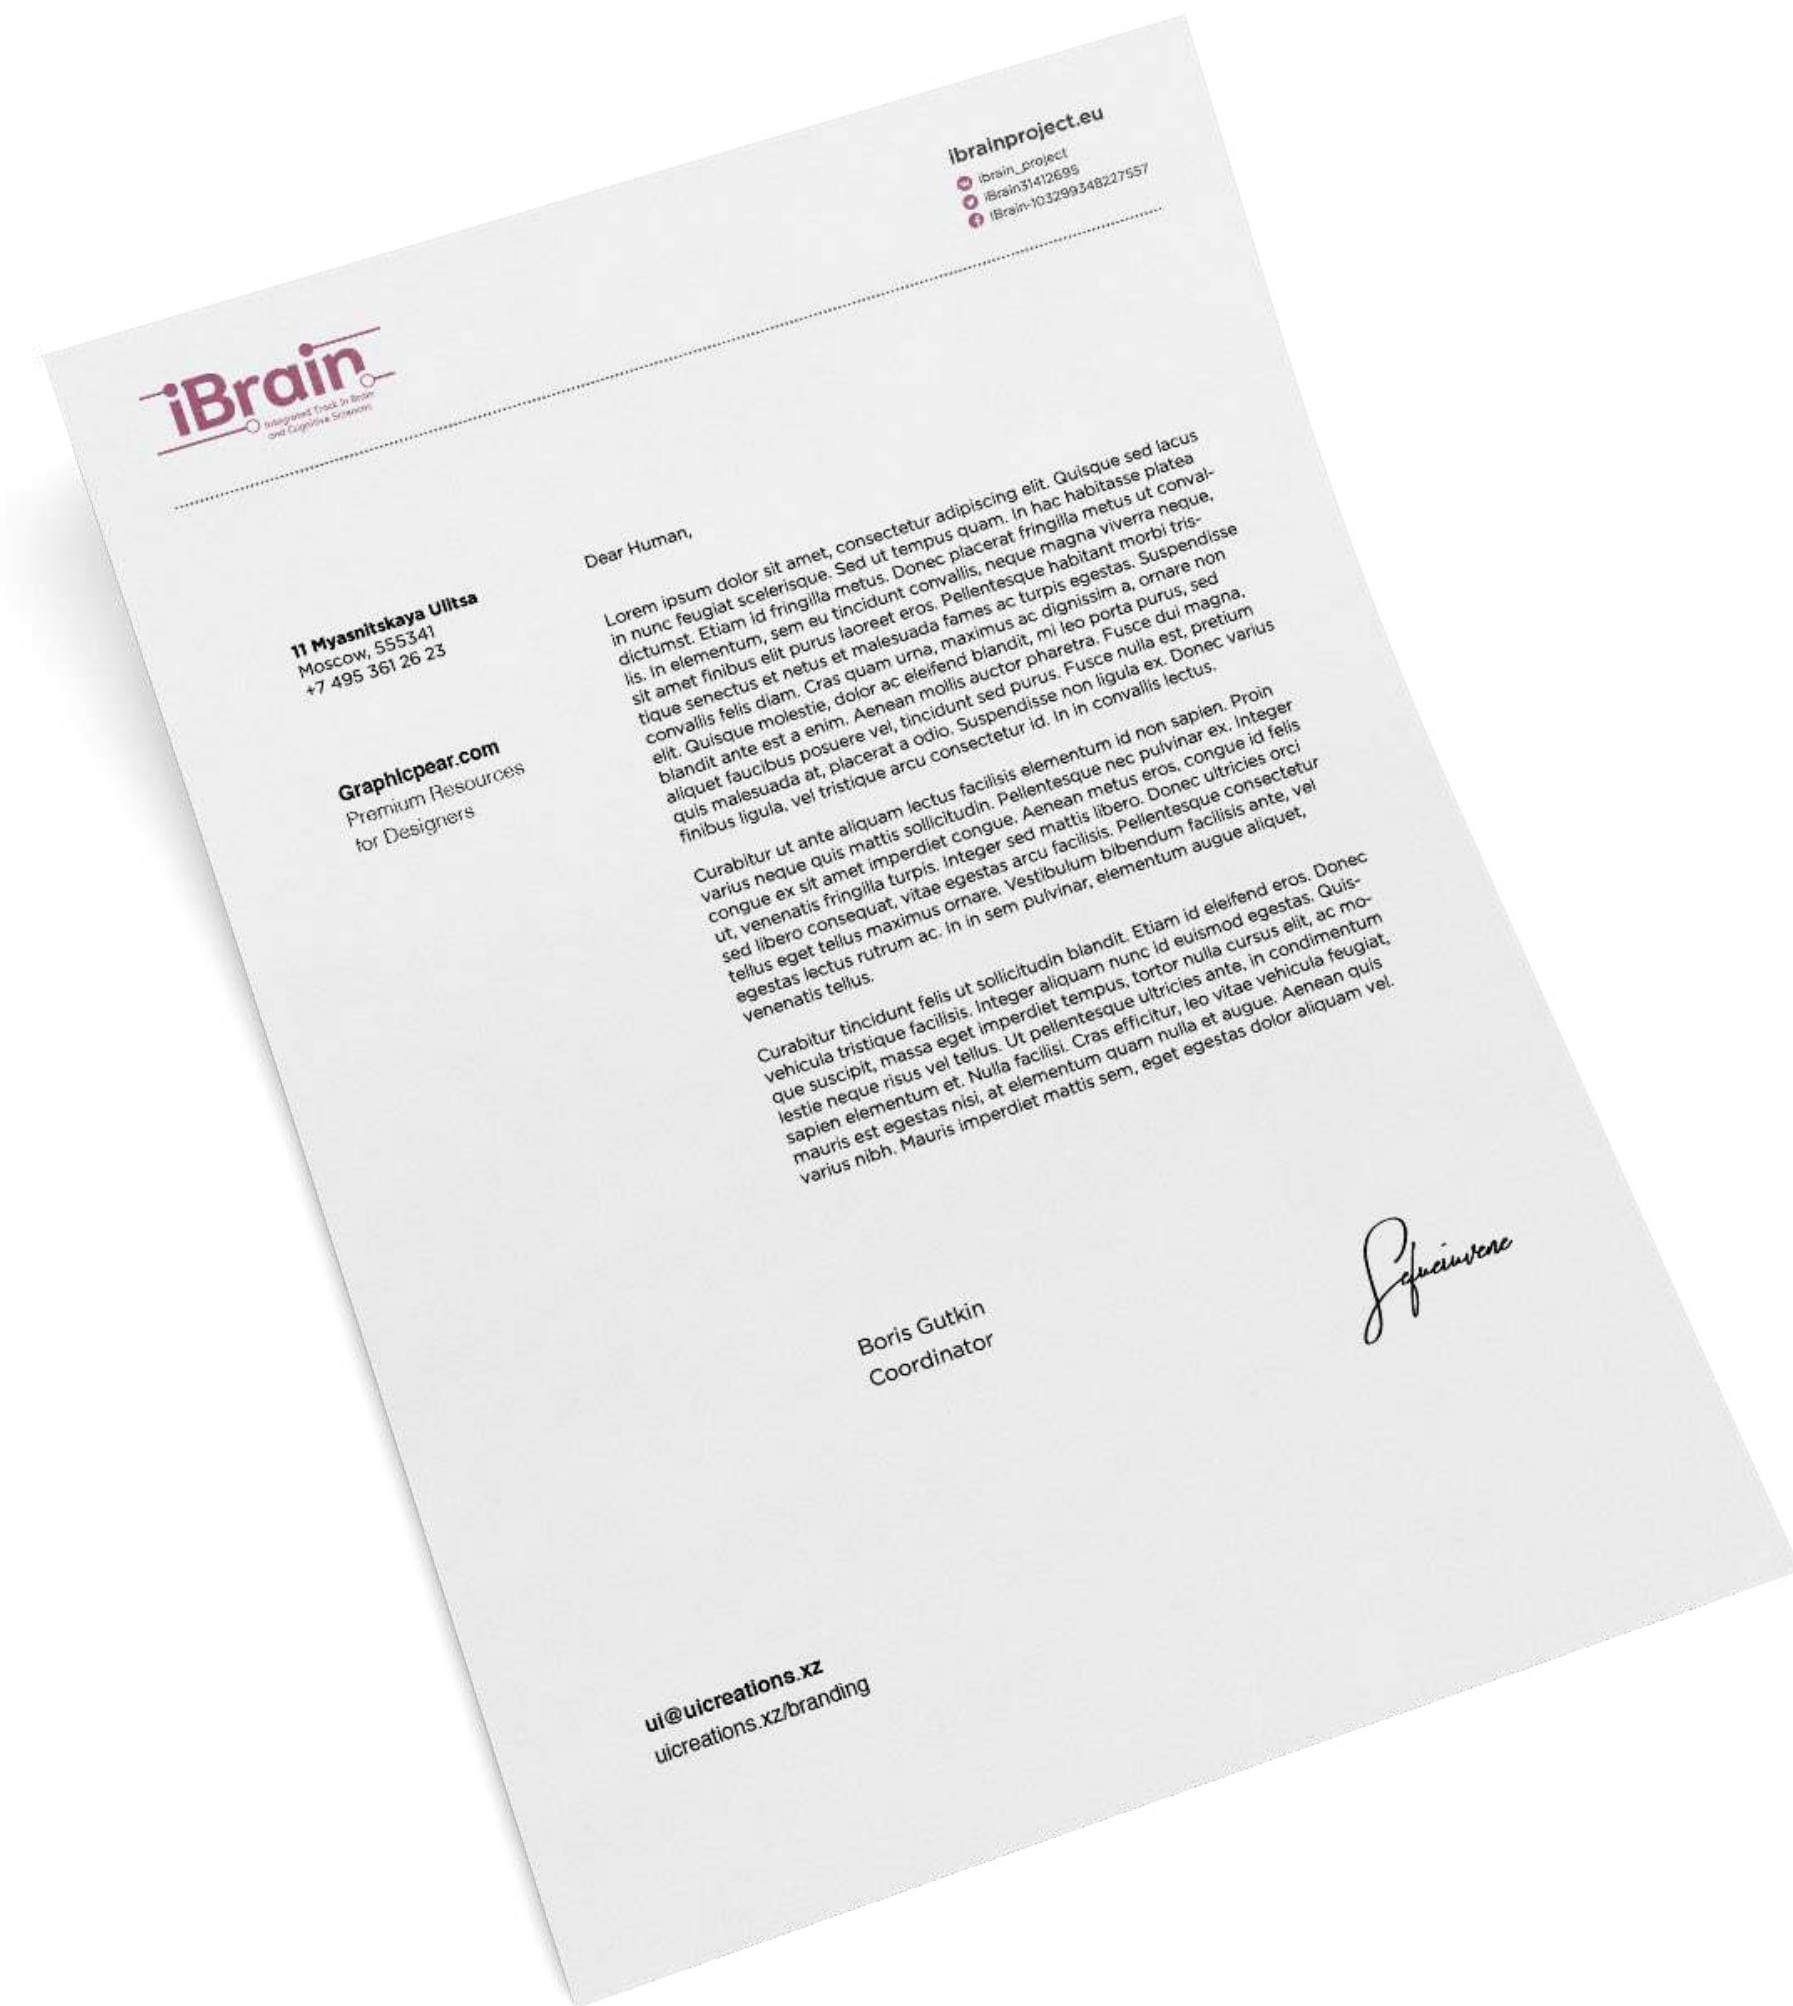 ibrainproject.eu
ibrain_project
iBrain31412695
iBrain-103299348227557
iBrain
Integrated Track in Brain
and Cognitive Sciences
11 Myasnitskaya Ulitsa
Moscow, 555341
+7 495 361 26 23
Graphicpear.com
Premium Resources
for Designers
Dear Human,
Lorem ipsum dolor sit amet, consectetur adipiscing elit. Quisque sed lacus
in nunc feugiat scelerisque. Sed ut tempus quam. In hac habitasse platea
dictumst. Etiam id fringilla metus. Donec placerat fringilla metus ut conval-
lis. In elementum, sem eu tincidunt convallis, neque magna viverra neque,
sit amet finibus elit purus laoreet eros. Pellentesque habitant morbi tris-
tique senectus et netus et malesuada fames ac turpis egestas. Suspendisse
convallis felis diam. Cras quam urna, maximus ac dignissim a, ornare non
elit. Quisque molestie, dolor ac eleifend blandit, mi leo porta purus, sed
blandit ante est a enim. Aenean mollis auctor pharetra. Fusce dui magna,
aliquet faucibus posuere vel, tincidunt sed purus. Fusce nulla est, pretium
quis malesuada at, placerat a odio. Suspendisse non ligula ex. Donec varius
finibus ligula, vel tristique arcu consectetur id. In in convallis lectus.
Curabitur ut ante aliquam lectus facilisis elementum id non sapien. Proin
varius neque quis mattis sollicitudin. Pellentesque nec pulvinar ex. Integer
congue ex sit amet imperdiet congue. Aenean metus eros, congue id felis
ut, venenatis fringilla turpis. Integer sed mattis libero. Donec ultricies orci
sed libero consequat, vitae egestas arcu facilisis. Pellentesque consectetur
tellus eget tellus maximus ornare. Vestibulum bibendum facilisis ante, vel
egestas lectus rutrum ac. In in sem pulvinar, elementum augue aliquet,
venenatis tellus.
Curabitur tincidunt felis ut sollicitudin blandit. Etiam id eleifend eros. Donec
vehicula tristique facilisis. Integer aliquam nunc id euismod egestas. Quis-
que suscipit, massa eget imperdiet tempus, tortor nulla cursus elit, ac mo-
lestie neque risus vel tellus. Ut pellentesque ultricies ante, in condimentum
sapien elementum et. Nulla facilisi. Cras efficitur, leo vitae vehicula feugiat,
mauris est egestas nisi, at elementum quam nulla et augue. Aenean quis
varius nibh. Mauris imperdiet mattis sem, eget egestas dolor aliquam vel.
Boris Gutkin
Coordinator
ui@uicreations.xz
uicreations.xz/branding